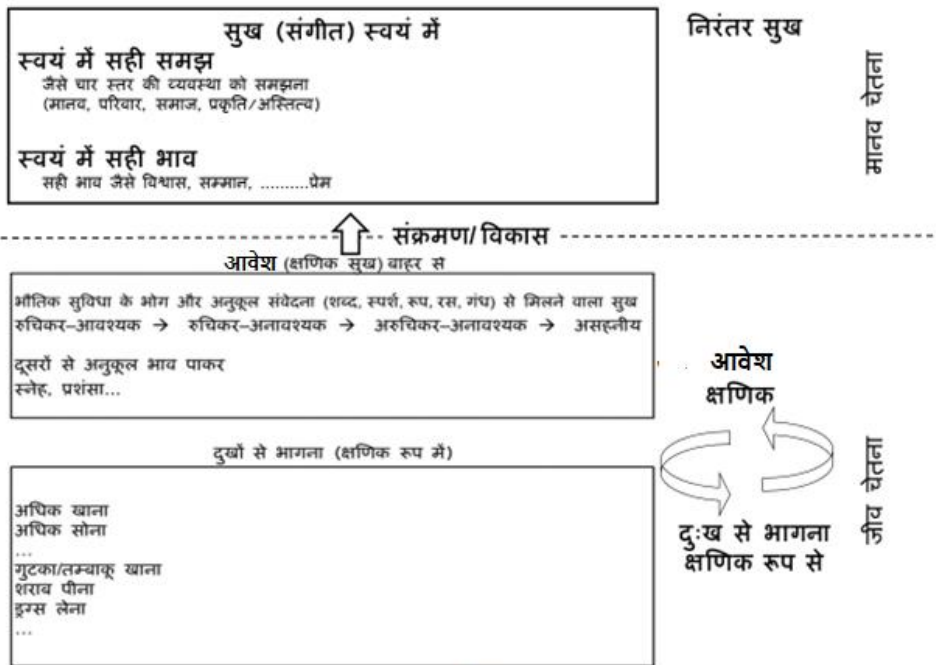 सुख (संगीत) स्वयं में
निरंतर सुख
स्वयं में सही समझ
जैसे चार स्तर की व्यवस्था को समझना
(मानव, परिवार, समाज, प्रकृति/अस्तित्व)
मानव चेतना
स्वयं में सही भाव
सही भाव जैसे विश्वास, सम्मान, ..........प्रेम
संक्रमण/विकास
आवेश (क्षणिक सुख) बाहर से
भौतिक सुविधा के भोग और अनुकूल संवेदना (शब्द, स्पर्श, रूप, रस, गंध) से मिलने वाला सुख
रुचिकर–आवश्यक → रुचिकर–अनावश्यक → अरुचिकर–अनावश्यक → असहनीय
दूसरों से अनुकूल भाव पाकर
स्नेह, प्रशंसा...
आवेश
क्षणिक
दुखों से भागना (क्षणिक रूप में)
अधिक खाना
अधिक सोना
...
गुटका/तम्बाकू खाना
शराब पीना
ड्रग्स लेना
...
दुःख से भागना
क्षणिक रूप से
जीव चेतना